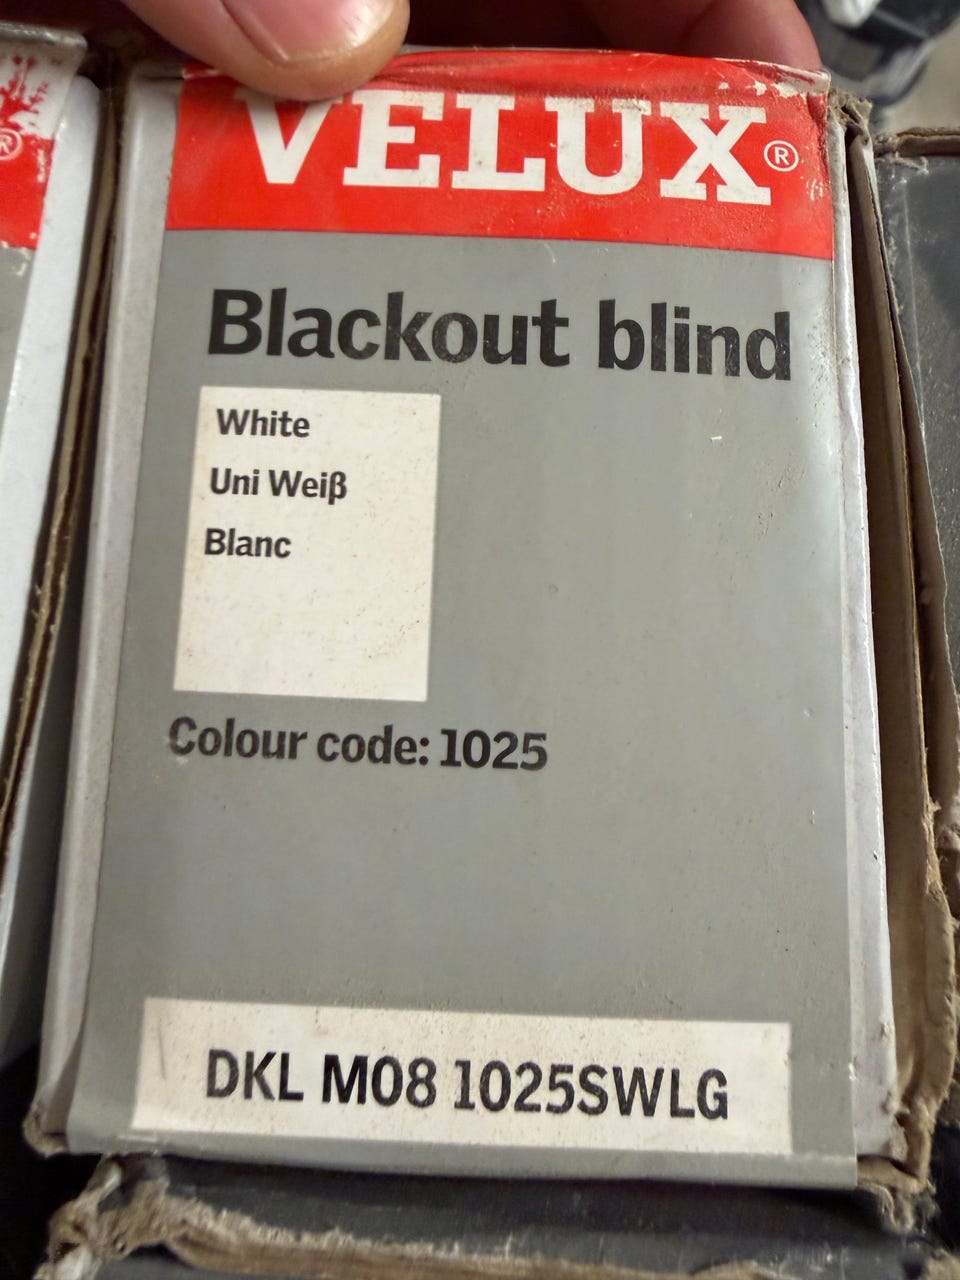 VELUX®
Blackout blind
White
Uni Weiß
Blanc
Colour code: 1025
DKL M08 1025SWLG
®